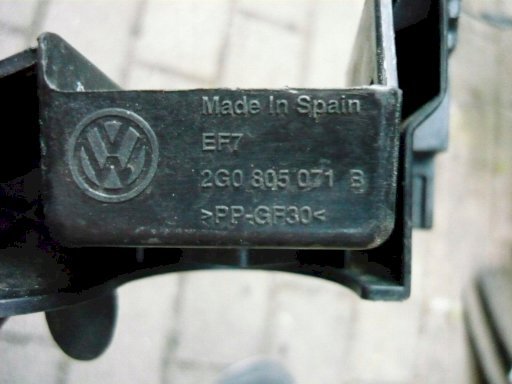 Made In Spain
EF7
2G0 805 071 B
>PP-GF30<